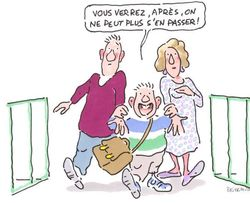 VOUS VERREZ, APRÈS, ON
NE PEUT PLUS S'EN PASSER !